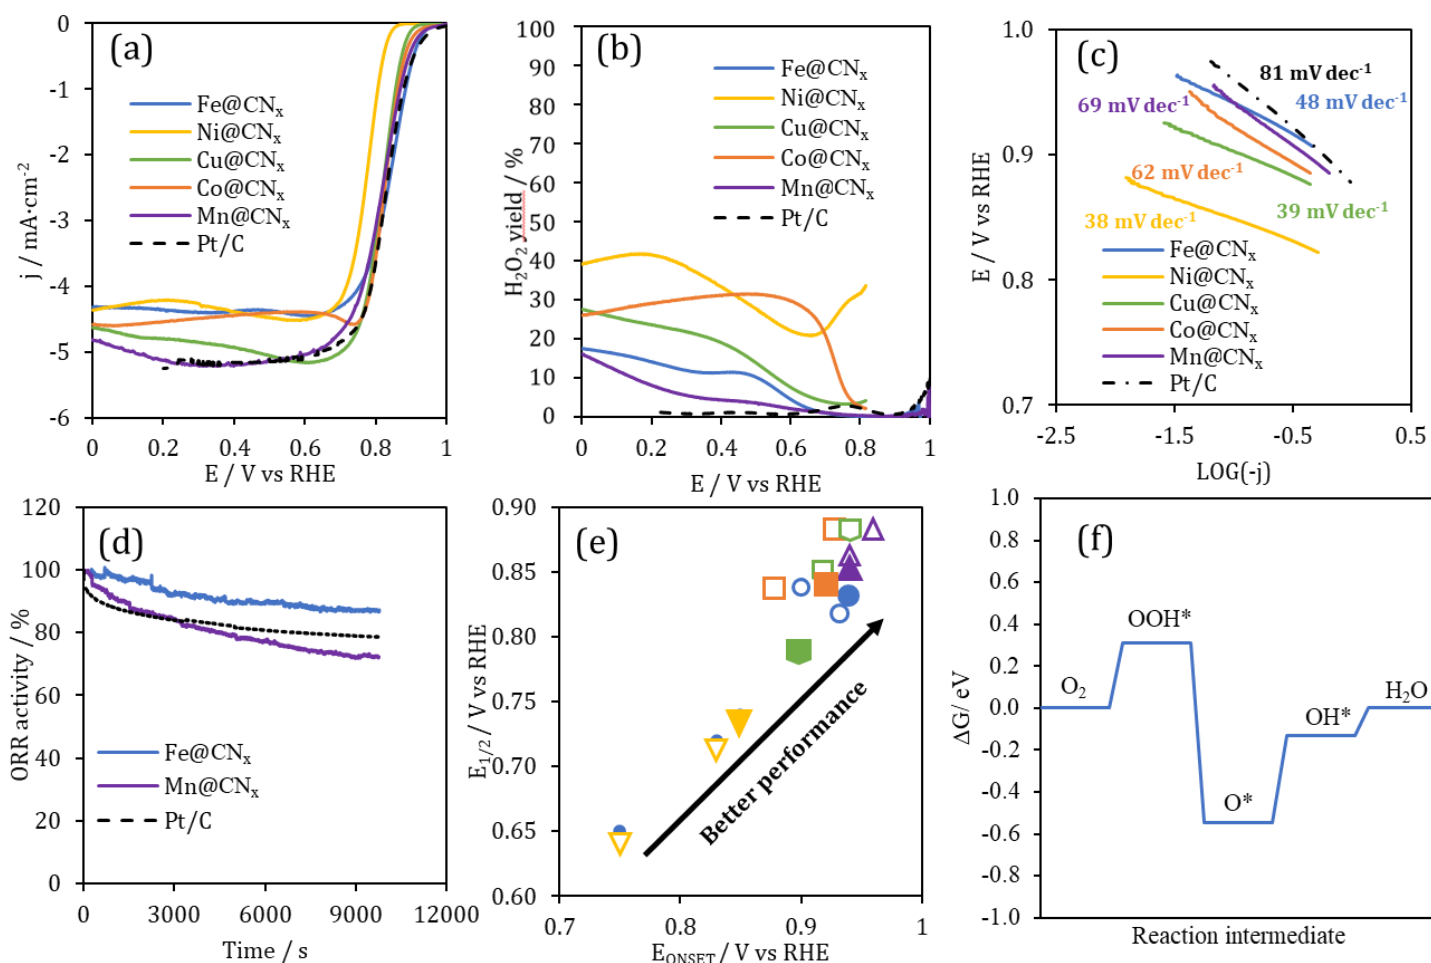 (a)
0
-1
-2
-3
-4
-5
-6
j / mA·cm-2
Fe@CNx
Ni@CNx
Cu@CNx
Co@CNx
Mn@CNx
Pt/C
0
0.2
0.4
0.6
0.8
1
E / V vs RHE
(b)
100
90
80
70
60
50
40
30
20
10
0
H2O2 yield / %
Fe@CNx
Ni@CNx
Cu@CNx
Co@CNx
Mn@CNx
Pt/C
0
0.2
0.4
0.6
0.8
1
E / V vs RHE
(c)
1.0
0.9
0.8
0.7
E / V vs RHE
81 mV dec-1
69 mV dec-1
48 mV dec-1
62 mV dec-1
39 mV dec-1
38 mV dec-1
Fe@CNx
Ni@CNx
Cu@CNx
Co@CNx
Mn@CNx
Pt/C
-2.5
-1.5
-0.5
0.5
LOG(-j)
(d)
120
100
80
60
40
20
0
ORR activity / %
Fe@CNx
Mn@CNx
Pt/C
0
3000
6000
9000
12000
Time / s
(e)
0.90
0.85
0.80
0.75
0.70
0.65
0.60
E1/2 / V vs RHE
Better performance
0.7
0.8
0.9
1
EONSET / V vs RHE
(f)
1.0
0.8
0.6
0.4
0.2
0.0
-0.2
-0.4
-0.6
-0.8
-1.0
ΔG/ eV
O2
OOH*
O*
OH*
H2O
Reaction intermediate